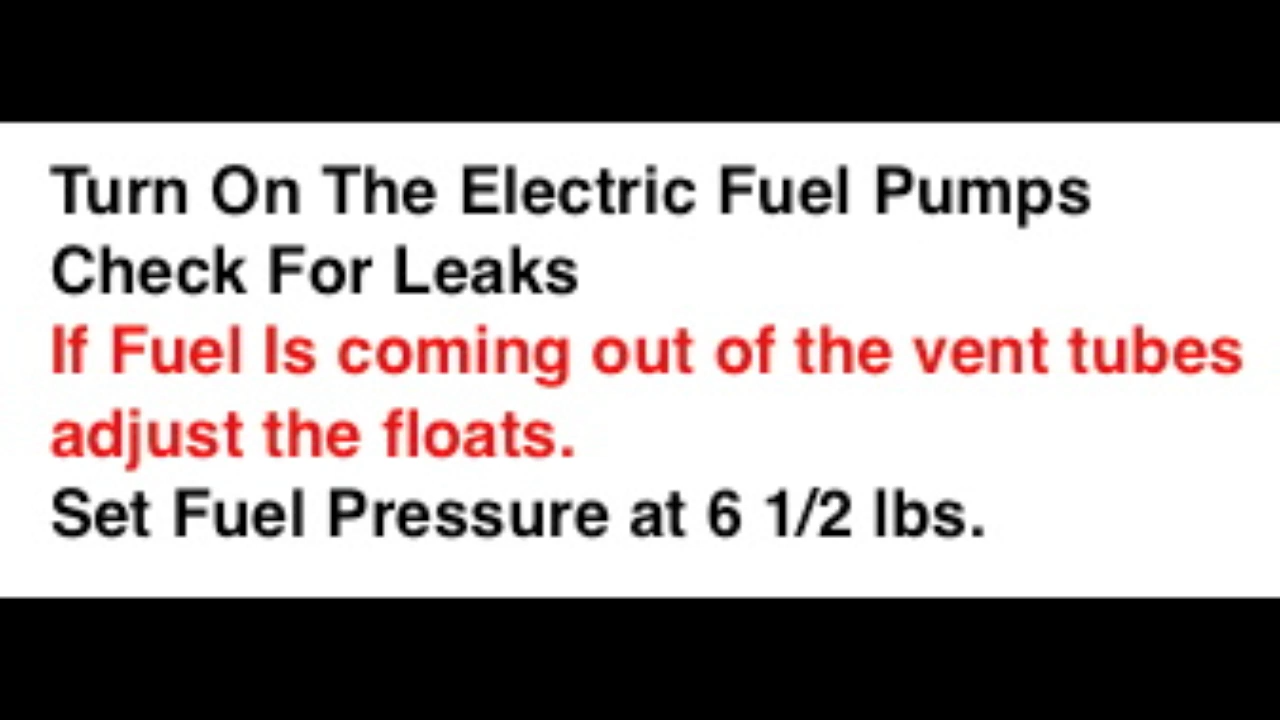 Turn On The Electric Fuel Pumps
Check For Leaks
If Fuel Is coming out of the vent tubes
adjust the floats.
Set Fuel Pressure at 6 1/2 lbs.